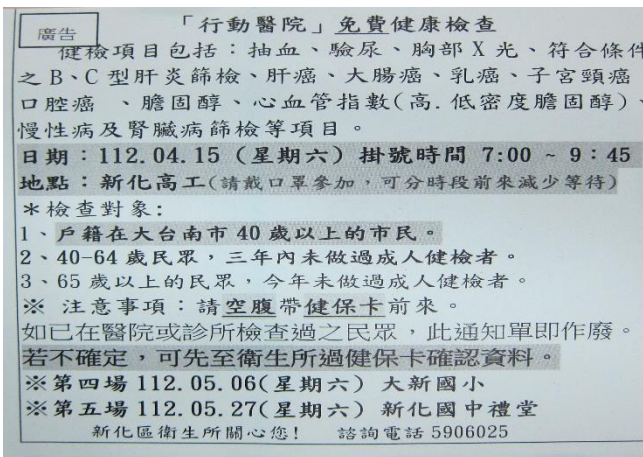 廣告
「行動醫院」免費健康檢查
健檢項目包括：抽血、驗尿、胸部 X 光、符合條件
之 B、C 型肝炎篩檢、肝癌、大腸癌、乳癌、子宮頸癌
口腔癌 、膽固醇、心血管指數(高.低密度膽固醇)
慢性病及腎臟病篩檢等項目。
日期：112.04.15 (星期六) 掛號時間 7:00 ~ 9：45
地點：新化高工(請戴口罩參加，可分時段前來減少等待)
＊檢查對象:
1、戶籍在大台南市 40 歲以上的市民。
2、40-64 歲民眾，三年內未做過成人健檢者。
3、65 歲以上的民眾，今年未做過成人健檢者。
※ 注意事項：請空腹帶健保卡前來。
如已在醫院或診所檢查過之民眾，此通知單即作廢。
若不確定，可先至衛生所過健保卡確認資料。
※第四場 112.05.06(星期六) 大新國小
※第五場 112.05.27(星期六) 新化國中禮堂
新化區衛生所關心您! 諮詢電話 5906025